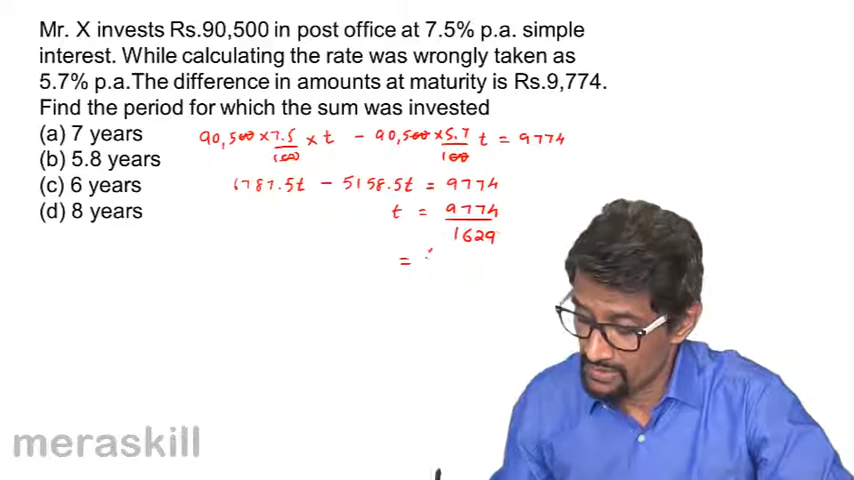 Mr. X invests Rs.90,500 in post office at 7.5% p.a. simple
interest. While calculating the rate was wrongly taken as
5.7% p.a.The difference in amounts at maturity is Rs.9,774.
Find the period for which the sum was invested
(a) 7 years
(b) 5.8 years
(c) 6 years
(d) 8 years
90,500 × 7.5/100 × t - 90,500 × 5.7/100 t = 9774
6787.5t - 5158.5t = 9774
t = 9774/1629
=
meraskill